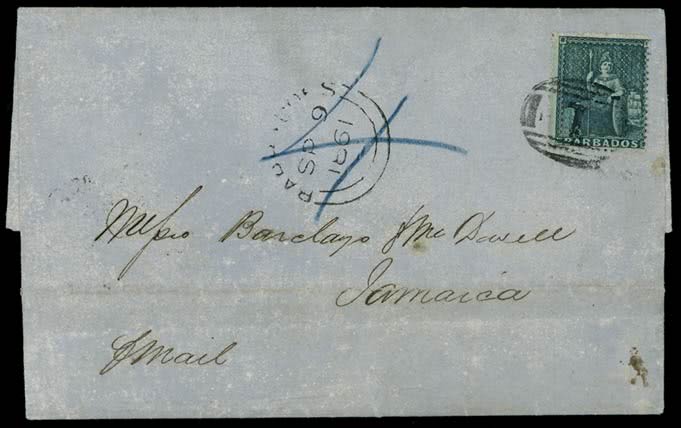 BARBADOS
Messrs Barclays & McDowell
Jamaica
Mail